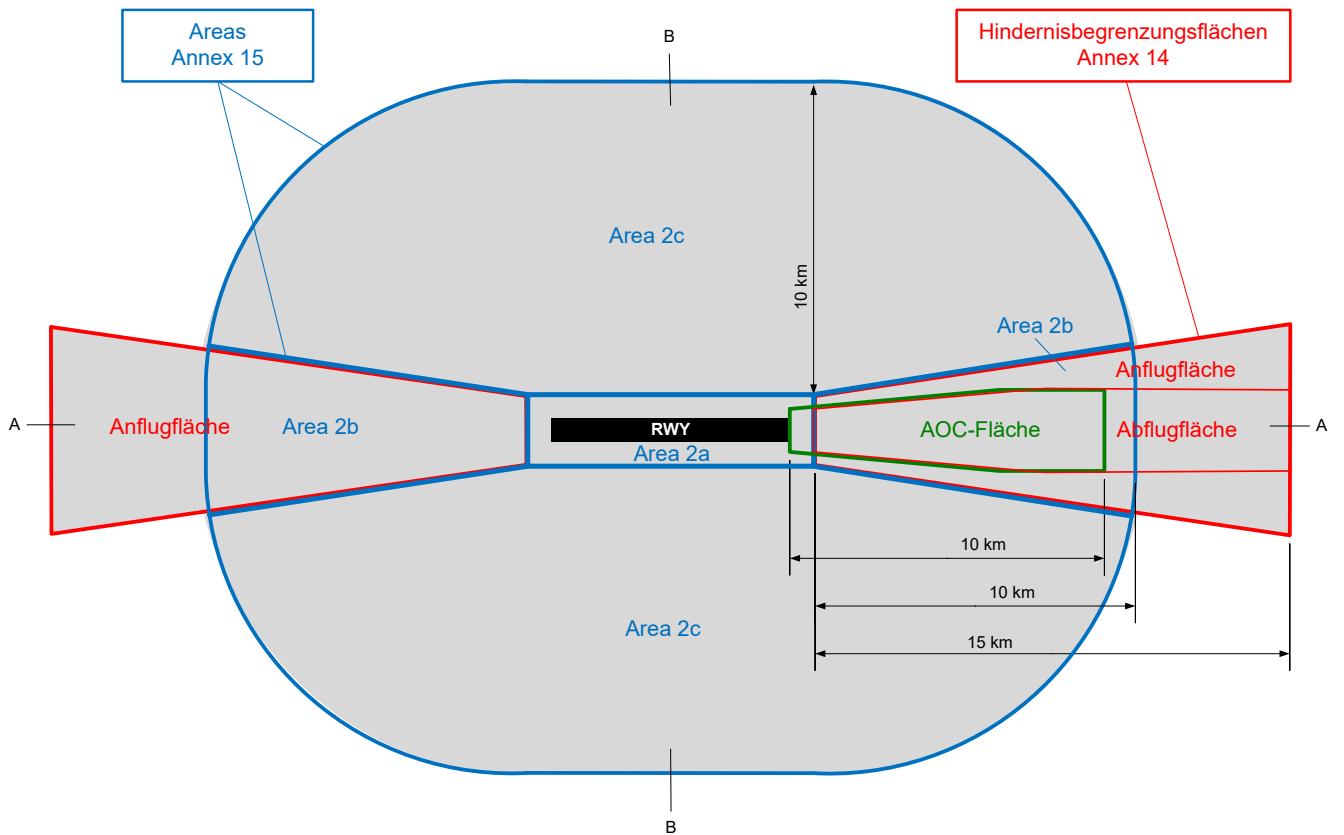 B
Areas
Annex 15
Hindernisbegrenzungsflächen
Annex 14
Area 2c
10 km
Area 2b
Anflugfläche
A
Anflugfläche
Area 2b
RWY
AOC-Fläche
Abflugfläche
A
Area 2a
10 km
10 km
Area 2c
15 km
B